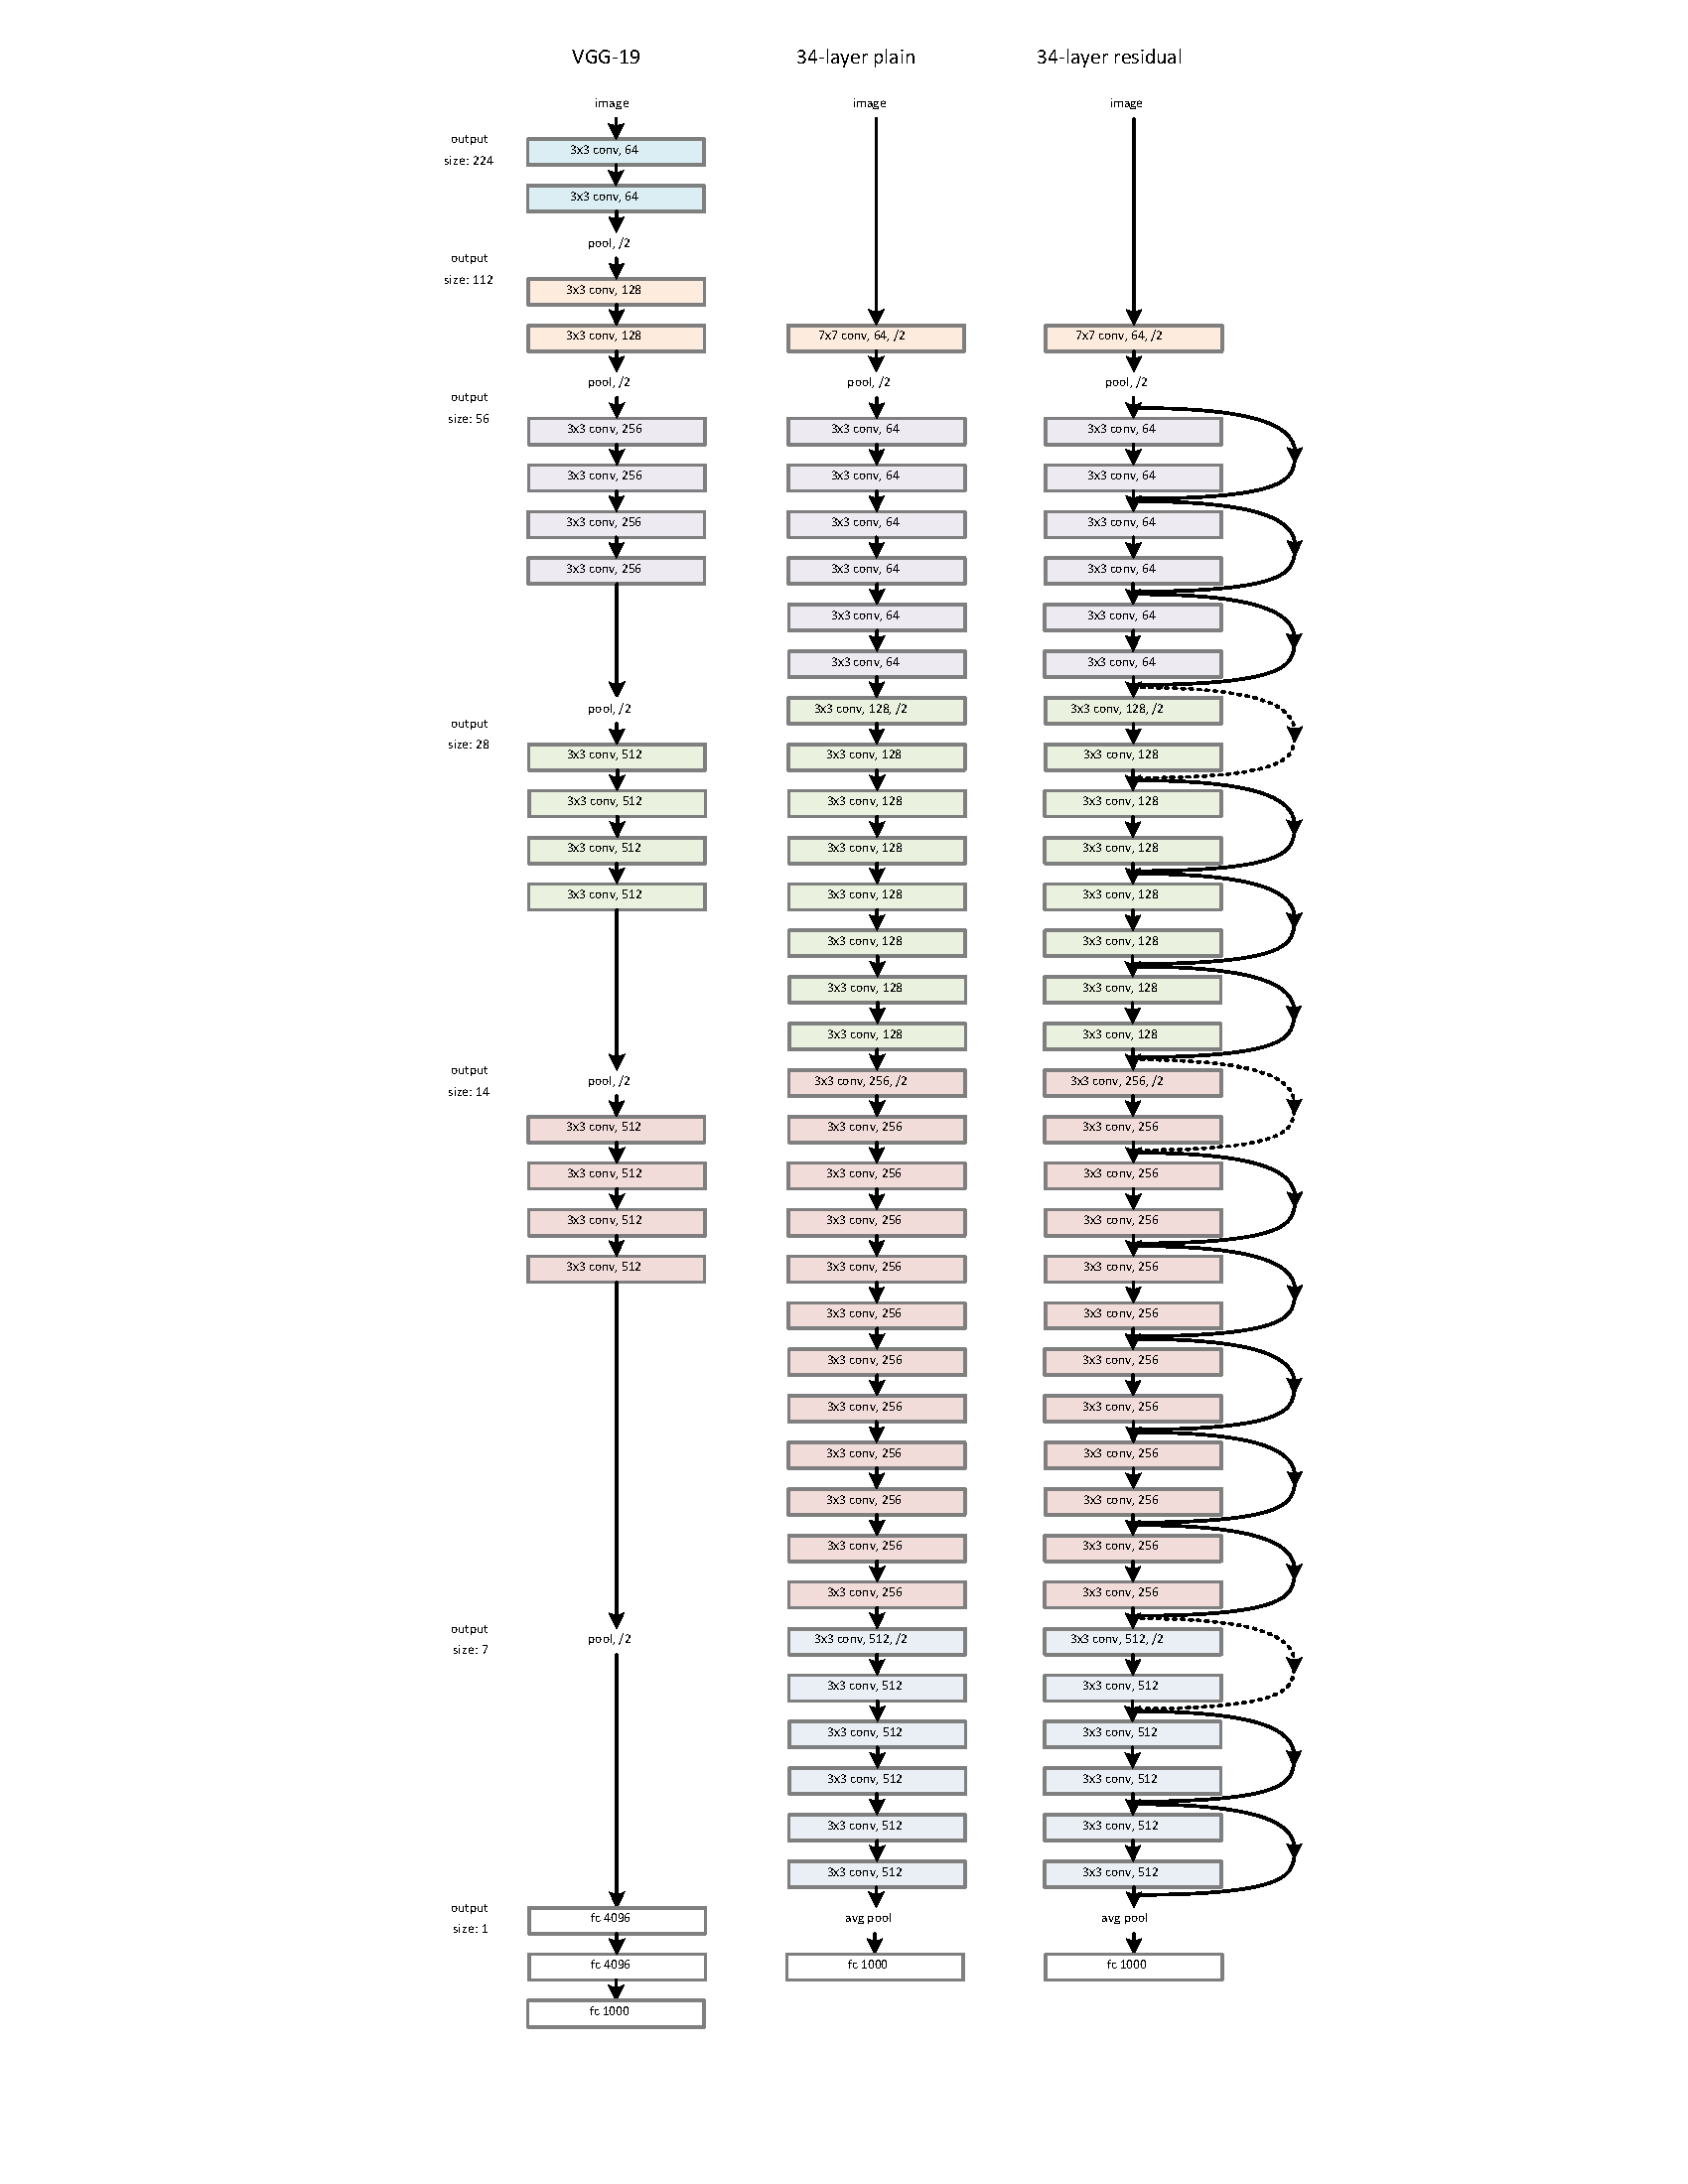 VGG-19
34-layer plain
34-layer residual
image
output
size: 224
3x3 conv, 64
3x3 conv, 64
pool, /2
output
size: 112
3x3 conv, 128
3x3 conv, 128
pool, /2
output
size: 56
3x3 conv, 256
3x3 conv, 256
3x3 conv, 256
3x3 conv, 256
pool, /2
output
size: 28
3x3 conv, 512
3x3 conv, 512
3x3 conv, 512
3x3 conv, 512
pool, /2
output
size: 14
3x3 conv, 512
3x3 conv, 512
3x3 conv, 512
3x3 conv, 512
output
size: 7
pool, /2
output
size: 1
fc 4096
fc 4096
fc 1000
image
7x7 conv, 64, /2
pool, /2
3x3 conv, 64
3x3 conv, 64
3x3 conv, 64
3x3 conv, 64
3x3 conv, 64
3x3 conv, 64
3x3 conv, 128, /2
3x3 conv, 128
3x3 conv, 128
3x3 conv, 128
3x3 conv, 128
3x3 conv, 128
3x3 conv, 128
3x3 conv, 128
3x3 conv, 256, /2
3x3 conv, 256
3x3 conv, 256
3x3 conv, 256
3x3 conv, 256
3x3 conv, 256
3x3 conv, 256
3x3 conv, 256
3x3 conv, 256
3x3 conv, 256
3x3 conv, 256
3x3 conv, 256
3x3 conv, 512, /2
3x3 conv, 512
3x3 conv, 512
3x3 conv, 512
3x3 conv, 512
3x3 conv, 512
avg pool
fc 1000
image
7x7 conv, 64, /2
pool, /2
3x3 conv, 64
3x3 conv, 64
3x3 conv, 64
3x3 conv, 64
3x3 conv, 64
3x3 conv, 64
3x3 conv, 128, /2
3x3 conv, 128
3x3 conv, 128
3x3 conv, 128
3x3 conv, 128
3x3 conv, 128
3x3 conv, 128
3x3 conv, 128
3x3 conv, 256, /2
3x3 conv, 256
3x3 conv, 256
3x3 conv, 256
3x3 conv, 256
3x3 conv, 256
3x3 conv, 256
3x3 conv, 256
3x3 conv, 256
3x3 conv, 256
3x3 conv, 256
3x3 conv, 256
3x3 conv, 512, /2
3x3 conv, 512
3x3 conv, 512
3x3 conv, 512
3x3 conv, 512
3x3 conv, 512
avg pool
fc 1000